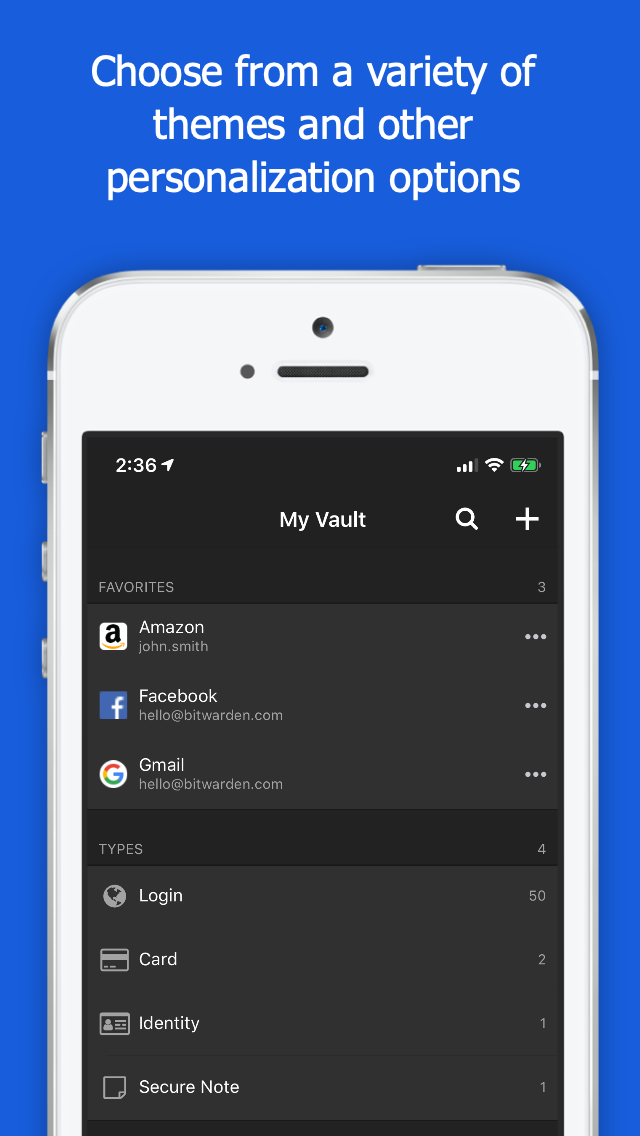 Choose from a variety of
themes and other
personalization options
2:36
My Vault
FAVORITES 3
Amazon
john.smith
Facebook
hello@bitwarden.com
Gmail
hello@bitwarden.com
TYPES 4
Login 50
Card 2
Identity 1
Secure Note 1